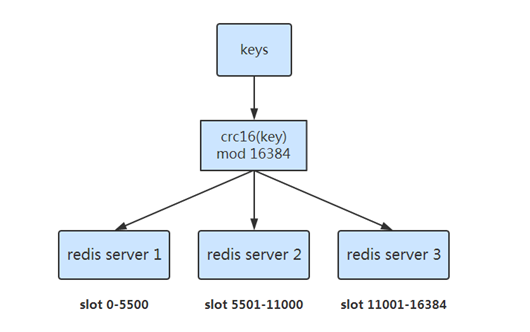 keys
crc16(key)
mod 16384
redis server 1
redis server 2
redis server 3
slot 0-5500
slot 5501-11000
slot 11001-16384